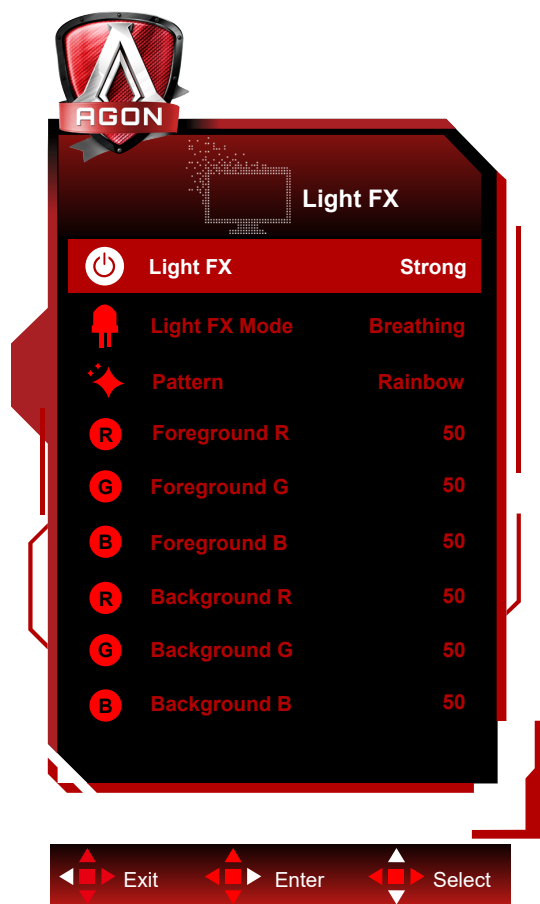 AGON
Light FX
Light FX Strong
Light FX Mode Breathing
Pattern Rainbow
R Foreground R 50
G Foreground G 50
B Foreground B 50
R Background R 50
G Background G 50
B Background B 50
Exit Enter Select